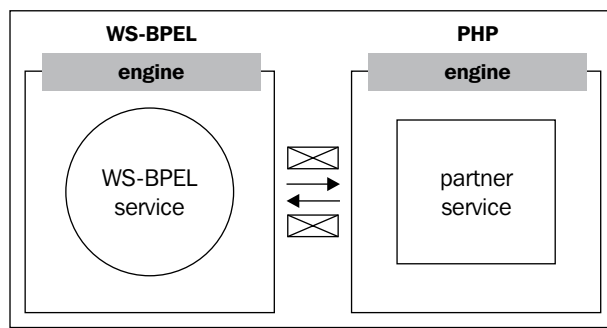 WS-BPEL
engine
WS-BPEL
service
PHP
engine
partner
service